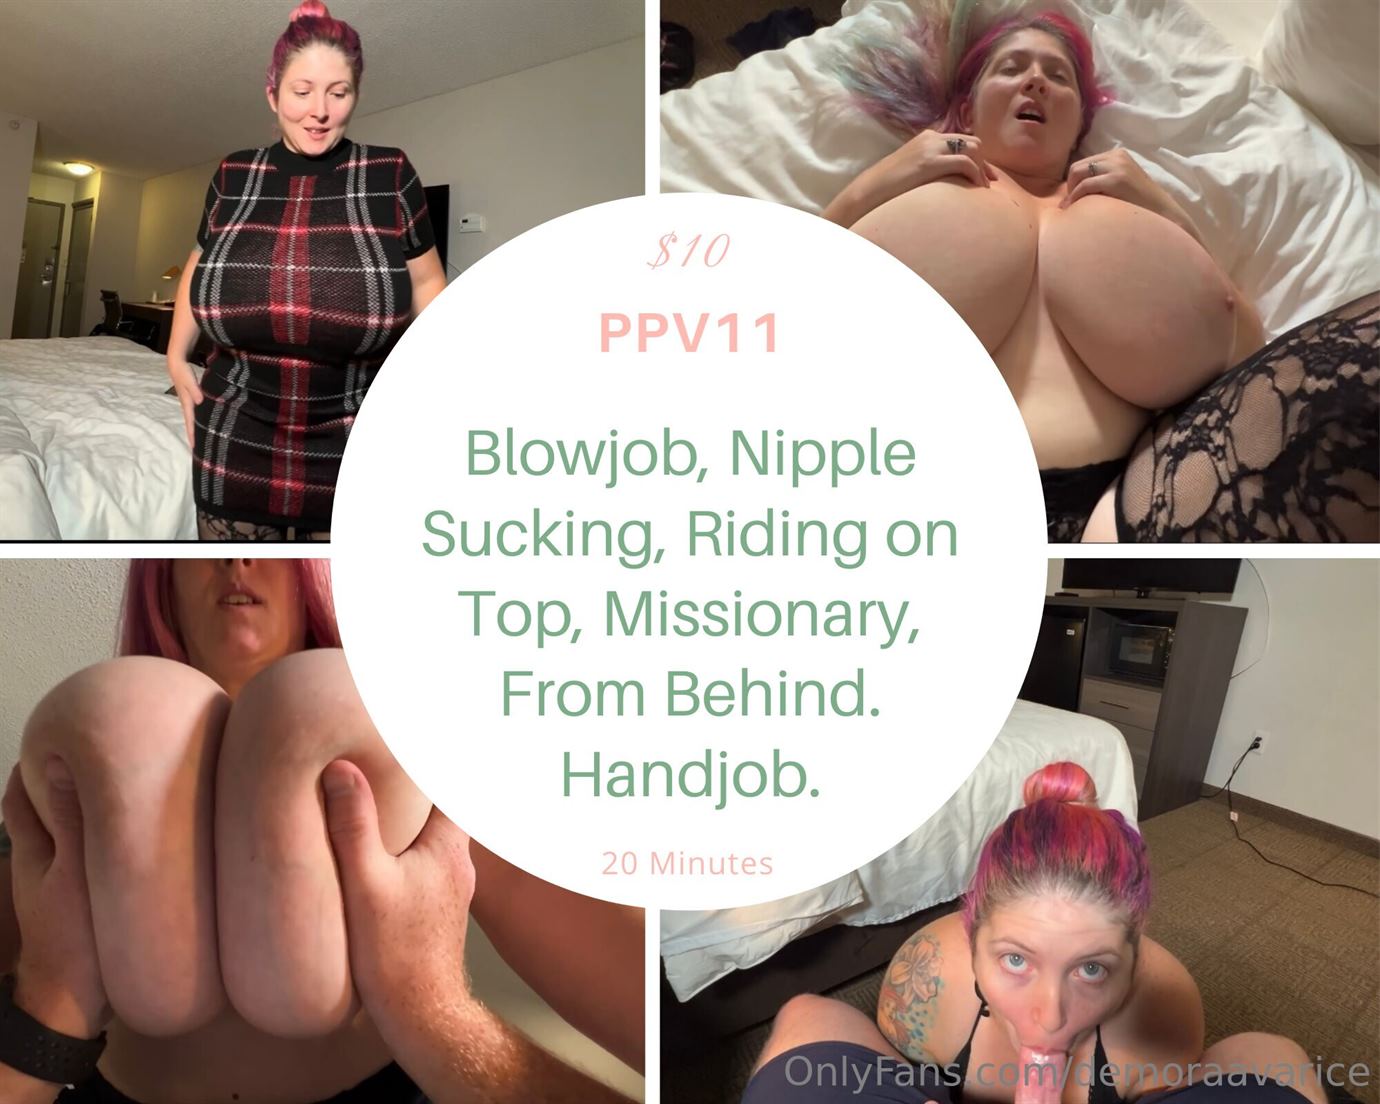 $10
PPV11
Blowjob, Nipple
Sucking, Riding on
Top, Missionary,
From Behind.
Handjob.
20 Minutes
OnlyFans.com/demoraavarice